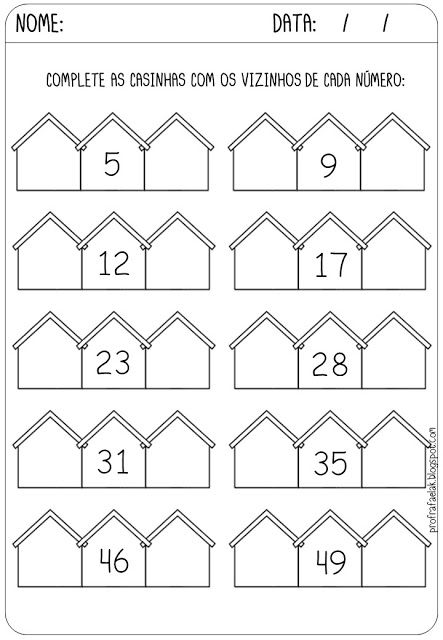 NOME: DATA: / /
COMPLETE AS CASINHAS COM OS VIZINHOS DE CADA NÚMERO:
5 9
12 17
23 28
31 35
46 49
profrafaelak.blogspot.com